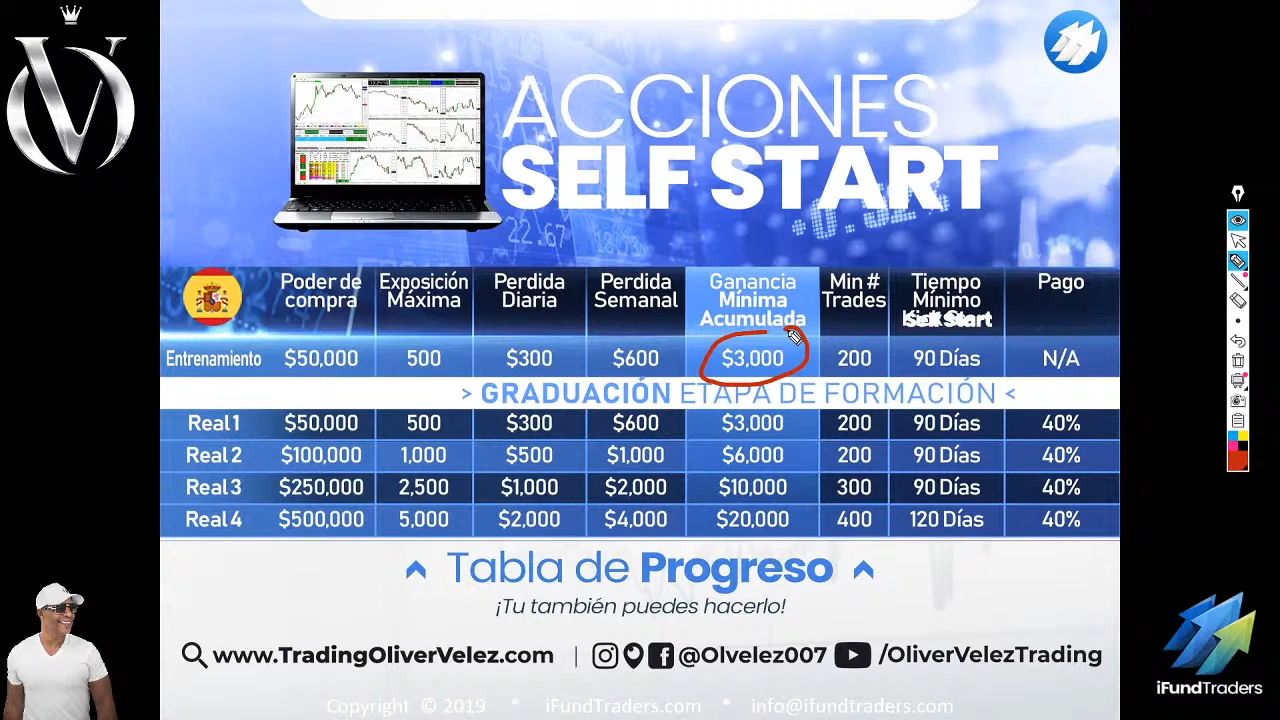 ACCIONES
SELF START
22.67
0.52%
Poder de compra | Exposición Máxima | Perdida Diaria | Perdida Semanal | Ganancia Mínima Acumulada | Min # Trades | Tiempo Mínimo Self Start | Pago
Entrenamiento | $50,000 | 500 | $300 | $600 | $3,000 | 200 | 90 Días | N/A
> GRADUACIÓN ETAPA DE FORMACIÓN <
Real 1 | $50,000 | 500 | $300 | $600 | $3,000 | 200 | 90 Días | 40%
Real 2 | $100,000 | 1,000 | $500 | $1,000 | $6,000 | 200 | 90 Días | 40%
Real 3 | $250,000 | 2,500 | $1,000 | $2,000 | $10,000 | 300 | 90 Días | 40%
Real 4 | $500,000 | 5,000 | $2,000 | $4,000 | $20,000 | 400 | 120 Días | 40%
Tabla de Progreso
¡Tu también puedes hacerlo!
www.TradingOliverVelez.com | @Olvelez007 /OliverVelezTrading
iFundTraders
Copyright © 2019 * iFundTraders.com * info@ifundtraders.com